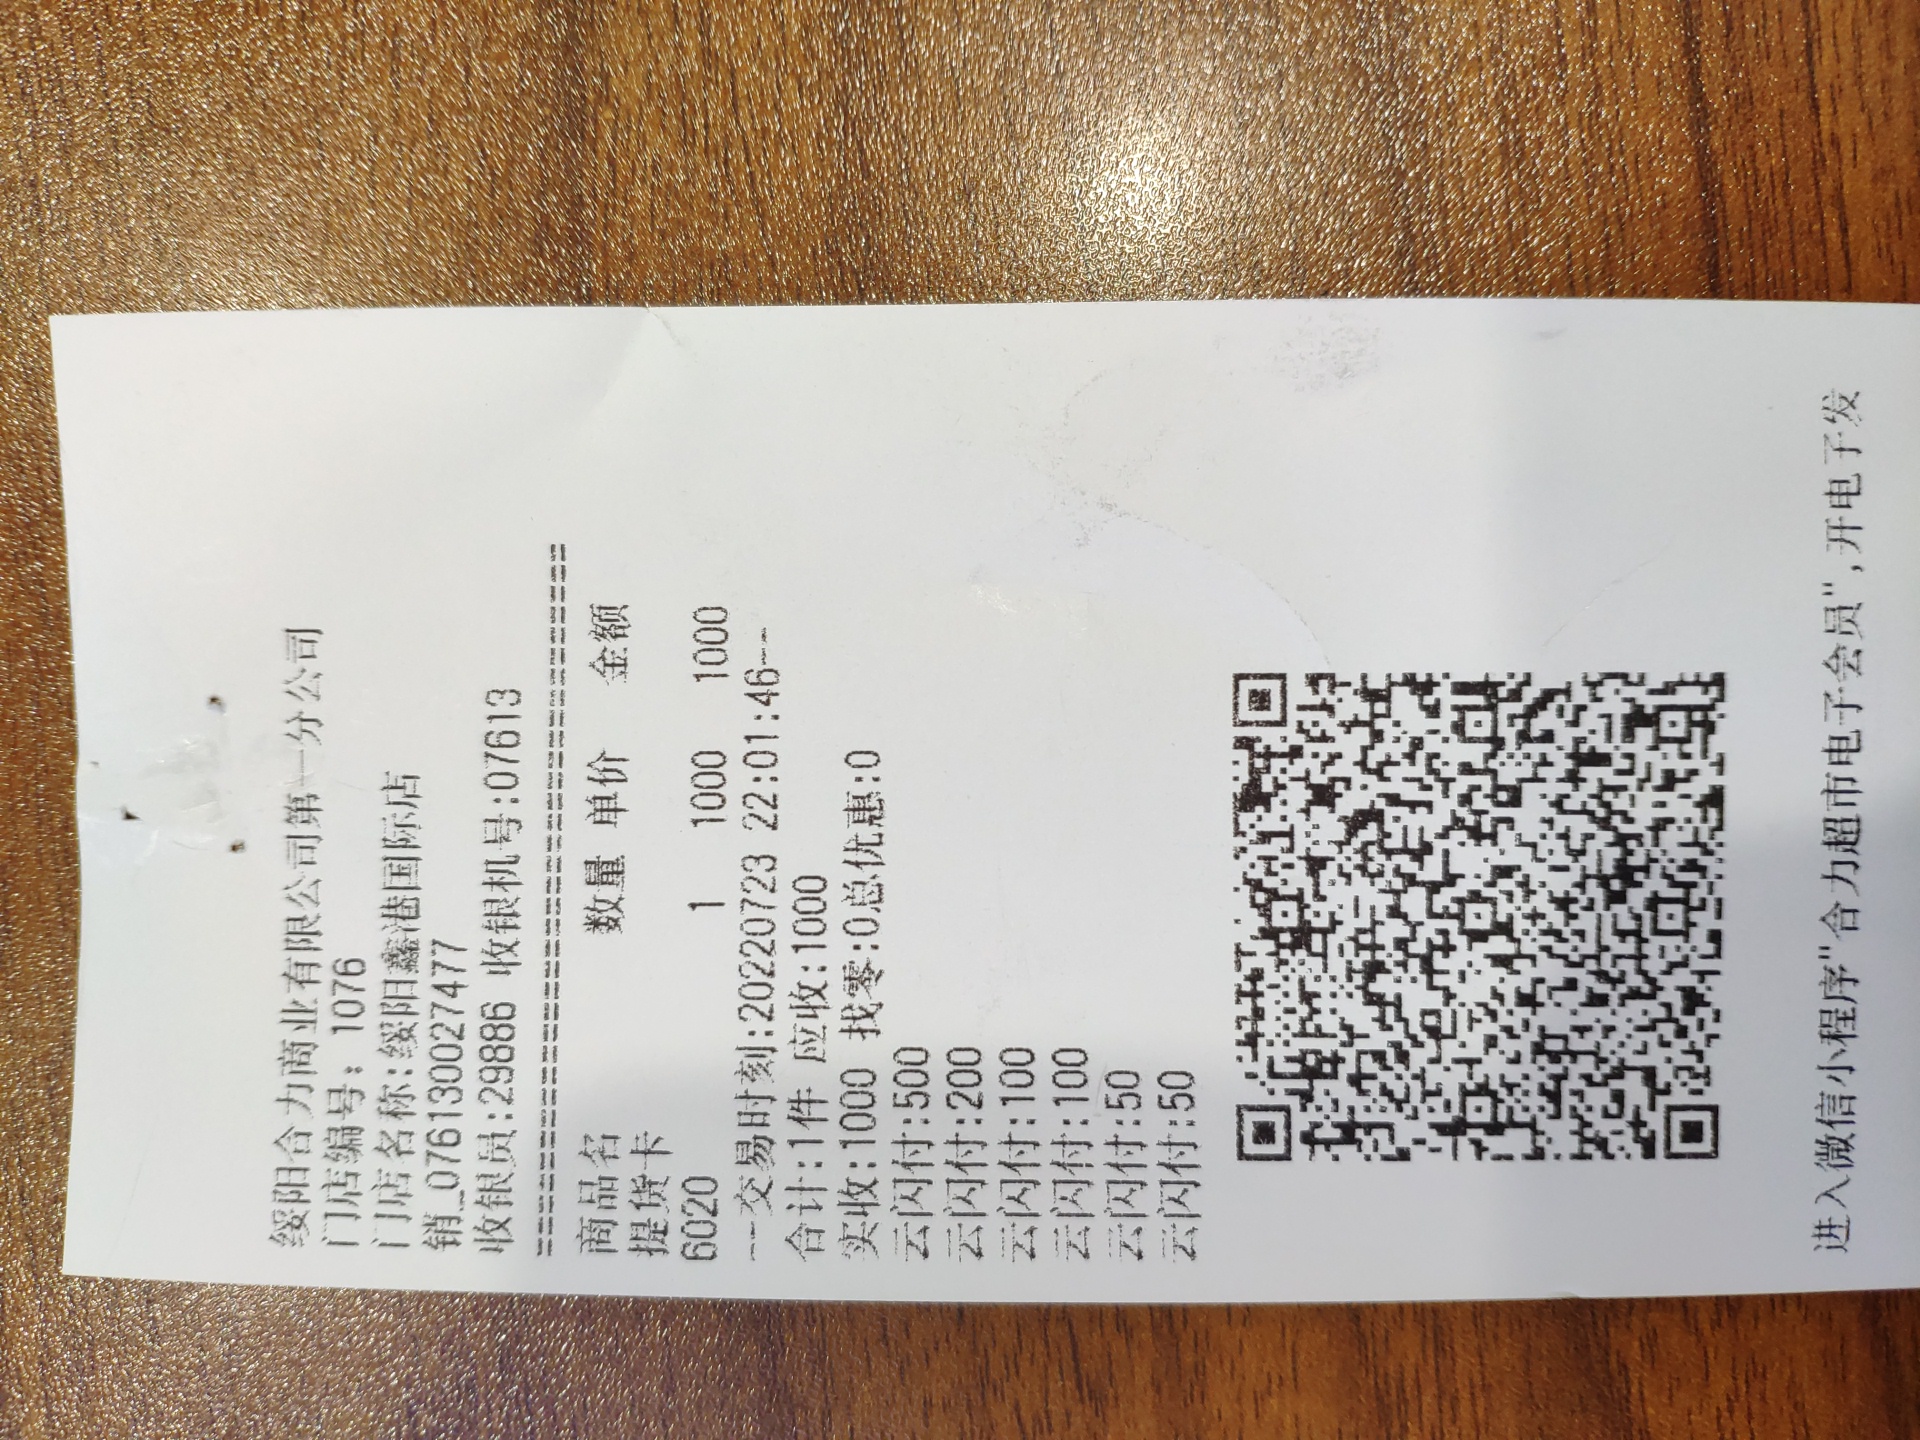 绥阳合力商业有限公司第一分公司
门店编号: 1076
门店名称:绥阳鑫港国际店
销_076130027477
收银员:29886 收银机号:07613
商品名 数量 单价 金额
提货卡
6020 1 1000 1000
---交易时刻:20220723 22:01:46---
合计:1件 应收:1000
实收:1000 找零:0总优惠:0
云闪付:500
云闪付:200
云闪付:100
云闪付:100
云闪付:50
云闪付:50
进入微信小程序"合力超市电子会员",开电子发